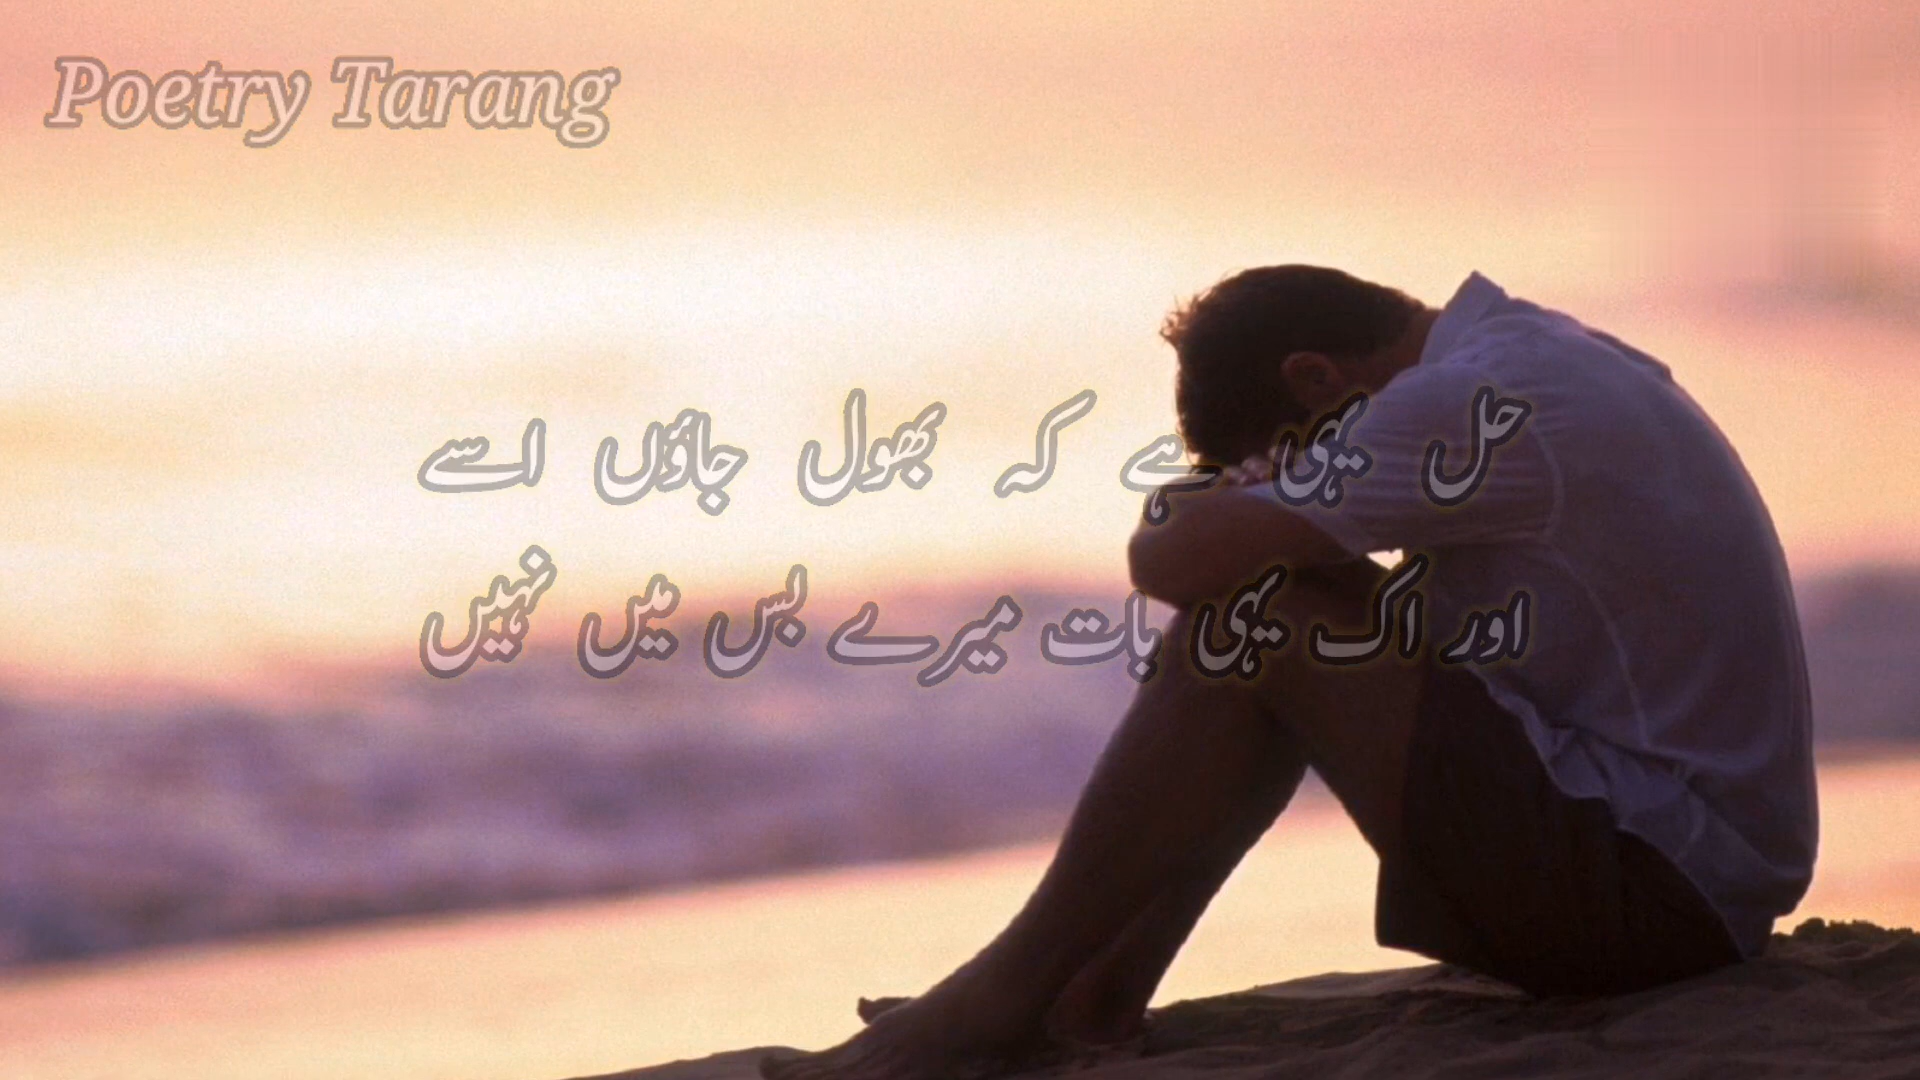 Poetry Tarang
حل یہی ہے کہ بھول جاؤں اسے
اور اک یہی بات میرے بس میں نہیں